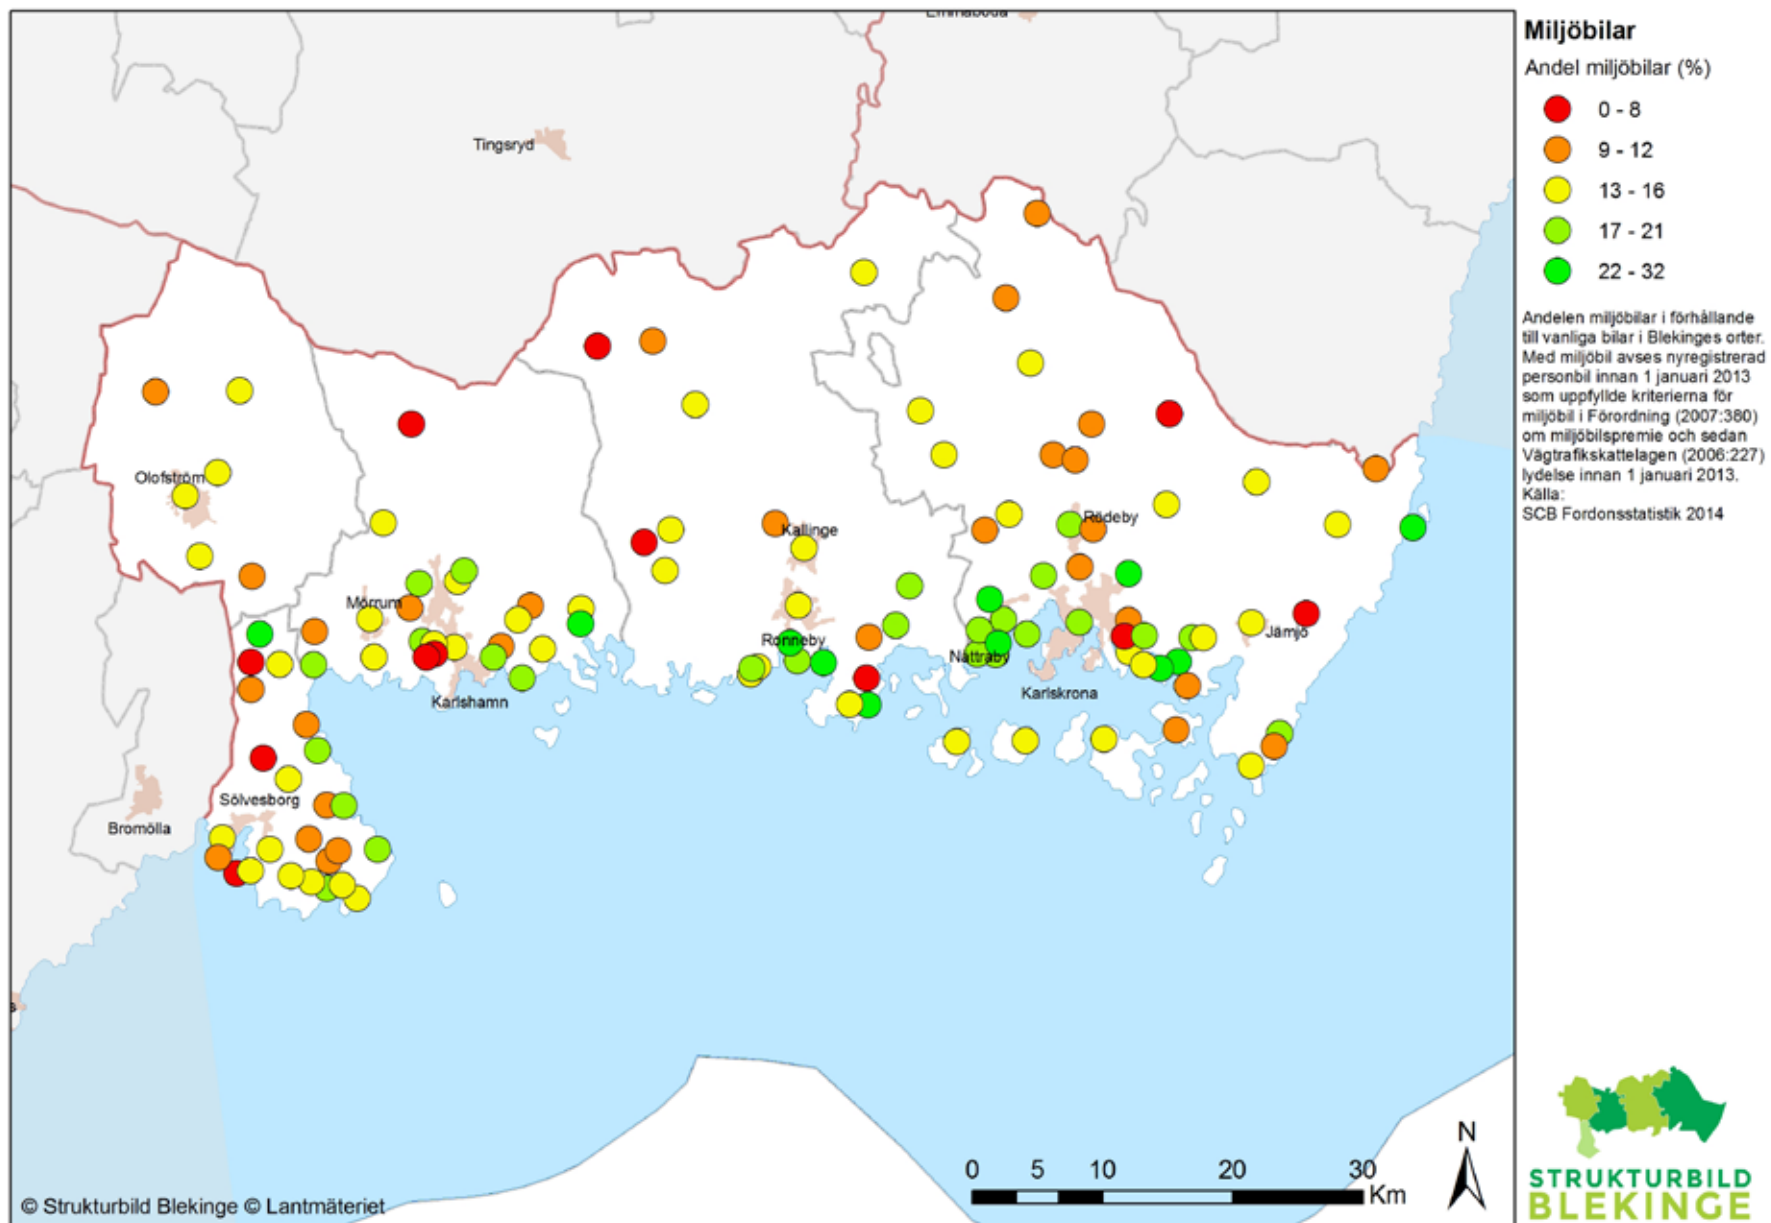 Emmaboda
Tingsryd
Olofström
Kallinge
Rödeby
Mörrum
Ronneby
Nättraby
Jämjö
Karlshamn
Karlskrona
Sölvesborg
Bromölla
Miljöbilar
Andel miljöbilar (%)
0 - 8
9 - 12
13 - 16
17 - 21
22 - 32
Andelen miljöbilar i förhållande
till vanliga bilar i Blekinges orter.
Med miljöbil avses nyregistrerad
personbil innan 1 januari 2013
som uppfyllde kriterierna för
miljöbil i Förordning (2007:380)
om miljöbilspremie och sedan
Vägtrafikskattelagen (2006:227)
lydelse innan 1 januari 2013.
Källa:
SCB Fordonsstatistik 2014
N
0 5 10 20 30
Km
© Strukturbild Blekinge © Lantmäteriet
STRUKTURBILD
BLEKINGE